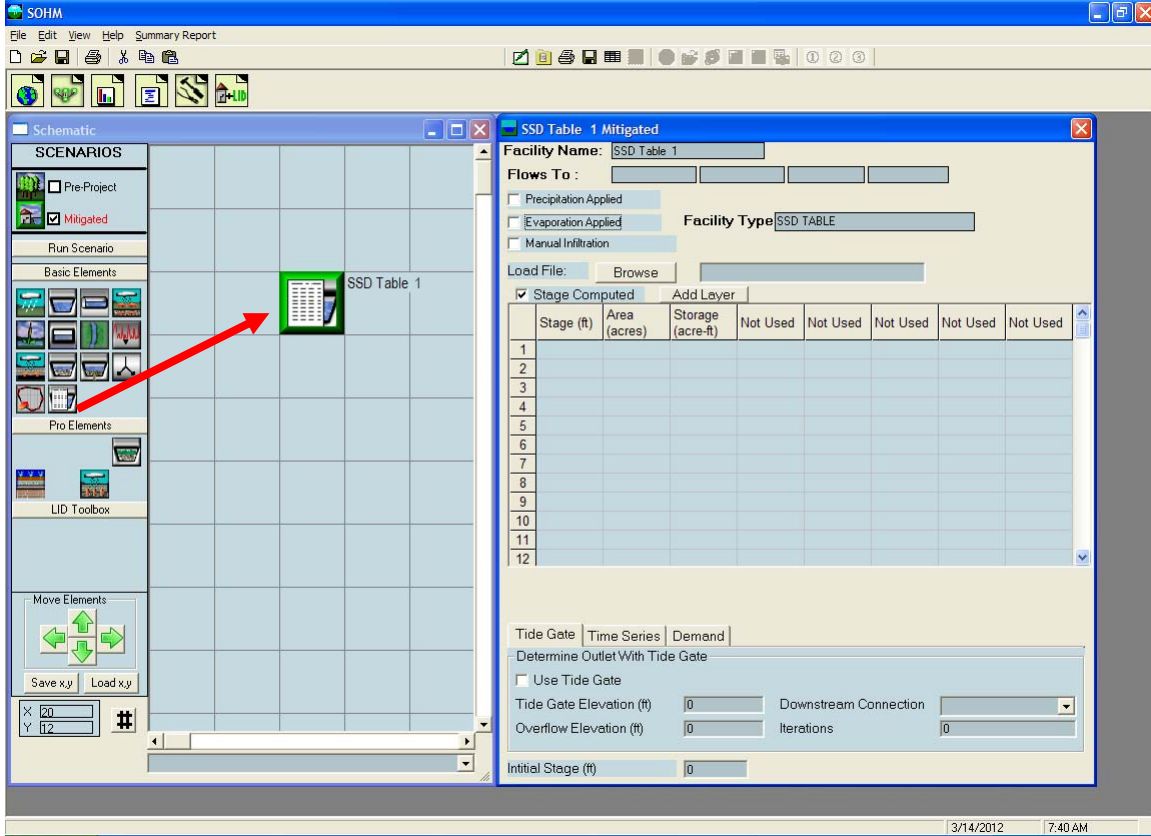 SOHM
File Edit View Help Summary Report
Schematic
SCENARIOS
Pre-Project
Mitigated
Run Scenario
Basic Elements
Pro Elements
LID Toolbox
Move Elements
Save x,y Load x,y
X 20
Y 12
#
SSD Table 1
SSD Table 1 Mitigated
Facility Name: SSD Table 1
Flows To :
Precipitation Applied
Evaporation Applied Facility Type SSD TABLE
Manual Infiltration
Load File: Browse
Stage Computed Add Layer
Stage (ft) Area (acres) Storage (acre-ft) Not Used Not Used Not Used Not Used Not Used
1
2
3
4
5
6
7
8
9
10
11
12
Tide Gate Time Series Demand
Determine Outlet With Tide Gate
Use Tide Gate
Tide Gate Elevation (ft) 0 Downstream Connection
Overflow Elevation (ft) 0 Iterations 0
Intitial Stage (ft) 0
3/14/2012 7:40 AM